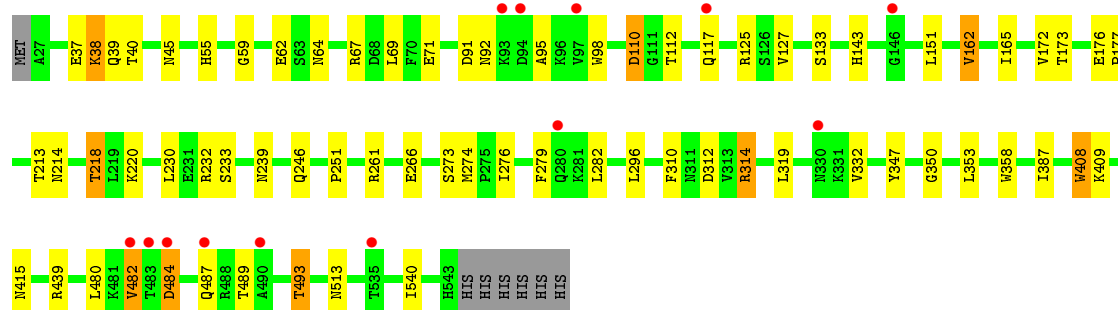 MET A27 E37 K38 Q39 T40 N45 H55 G59 E62 S63 N64 R67 D68 L69 F70 E71 D91 N92 K93 D94 A95 K96 V97 W98 D110 G111 T112 Q117 R125 S126 V127 S133 H143 G146 L151 V162 I165 V172 T173 E176
T213 N214 T218 L219 K220 L230 E231 R232 S233 N239 Q246 P251 R261 E266 S273 M274 P275 I276 F279 Q283 K281 L282 L296 F310 N311 D312 V313 R314 L319 N330 K331 V332 Y347 G350 L353 W358 I387 W408 K409
N415 R439 L480 K481 V482 T483 D484 Q487 R488 T489 A490 T493 N513 T535 I540 H543 HIS HIS HIS HIS HIS HIS